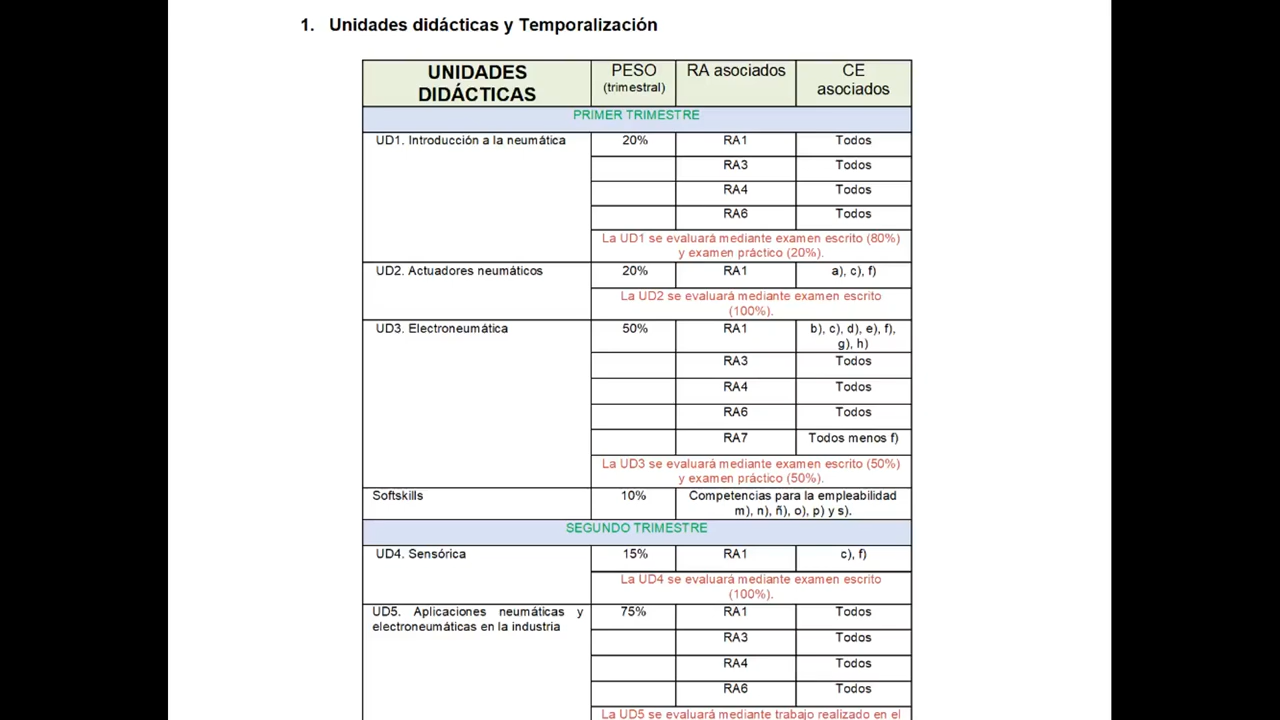 1. Unidades didácticas y Temporalización
UNIDADES DIDÁCTICAS PESO (trimestral) RA asociados CE asociados
PRIMER TRIMESTRE
UD1. Introducción a la neumática 20% RA1 Todos
RA3 Todos
RA4 Todos
RA6 Todos
La UD1 se evaluará mediante examen escrito (80%)
y examen práctico (20%).
UD2. Actuadores neumáticos 20% RA1 a), c), f)
La UD2 se evaluará mediante examen escrito
(100%).
UD3. Electroneumática 50% RA1 b), c), d), e), f), g), h)
RA3 Todos
RA4 Todos
RA6 Todos
RA7 Todos menos f)
La UD3 se evaluará mediante examen escrito (50%)
y examen práctico (50%).
Softskills 10% Competencias para la empleabilidad
m), n), ñ), o), p) y s).
SEGUNDO TRIMESTRE
UD4. Sensórica 15% RA1 c), f)
La UD4 se evaluará mediante examen escrito
(100%).
UD5. Aplicaciones neumáticas y electroneumáticas en la industria 75% RA1 Todos
RA3 Todos
RA4 Todos
RA6 Todos
La UD5 se evaluará mediante trabajo realizado en el